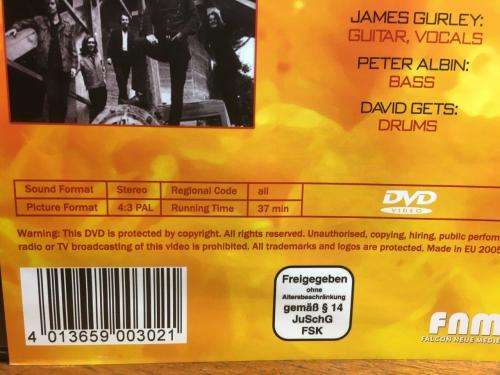 JAMES GURLEY:
GUITAR, VOCALS
PETER ALBIN:
BASS
DAVID GETS:
DRUMS
Sound Format Stereo Regional Code all
Picture Format 4:3 PAL Running Time 37 min
DVD
VIDEO
Warning: This DVD is protected by copyright. All rights reserved. Unauthorised, copying, hiring, public perform
radio or TV broadcasting of this video is prohibited. All trademarks and logos are protected. Made in EU 2005
4 013659 003021
Freigegeben
ohne
Altersbeschränkung
gemäß § 14
JuSchG
FSK
FNM
FALCON NEUE MEDIE